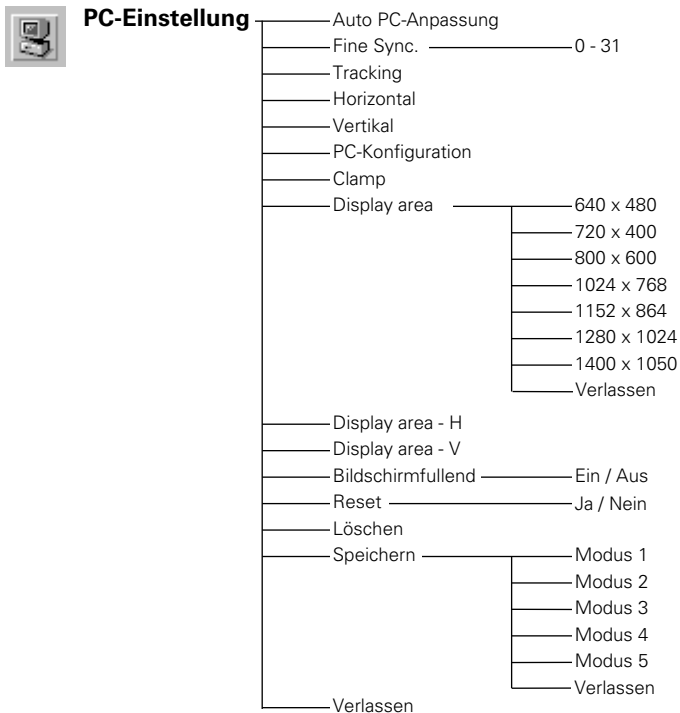 PC-Einstellung
Auto PC-Anpassung
Fine Sync. 0 - 31
Tracking
Horizontal
Vertikal
PC-Konfiguration
Clamp
Display area 640 x 480
720 x 400
800 x 600
1024 x 768
1152 x 864
1280 x 1024
1400 x 1050
Verlassen
Display area - H
Display area - V
Bildschirmfullend Ein / Aus
Reset Ja / Nein
Löschen
Speichern Modus 1
Modus 2
Modus 3
Modus 4
Modus 5
Verlassen
Verlassen